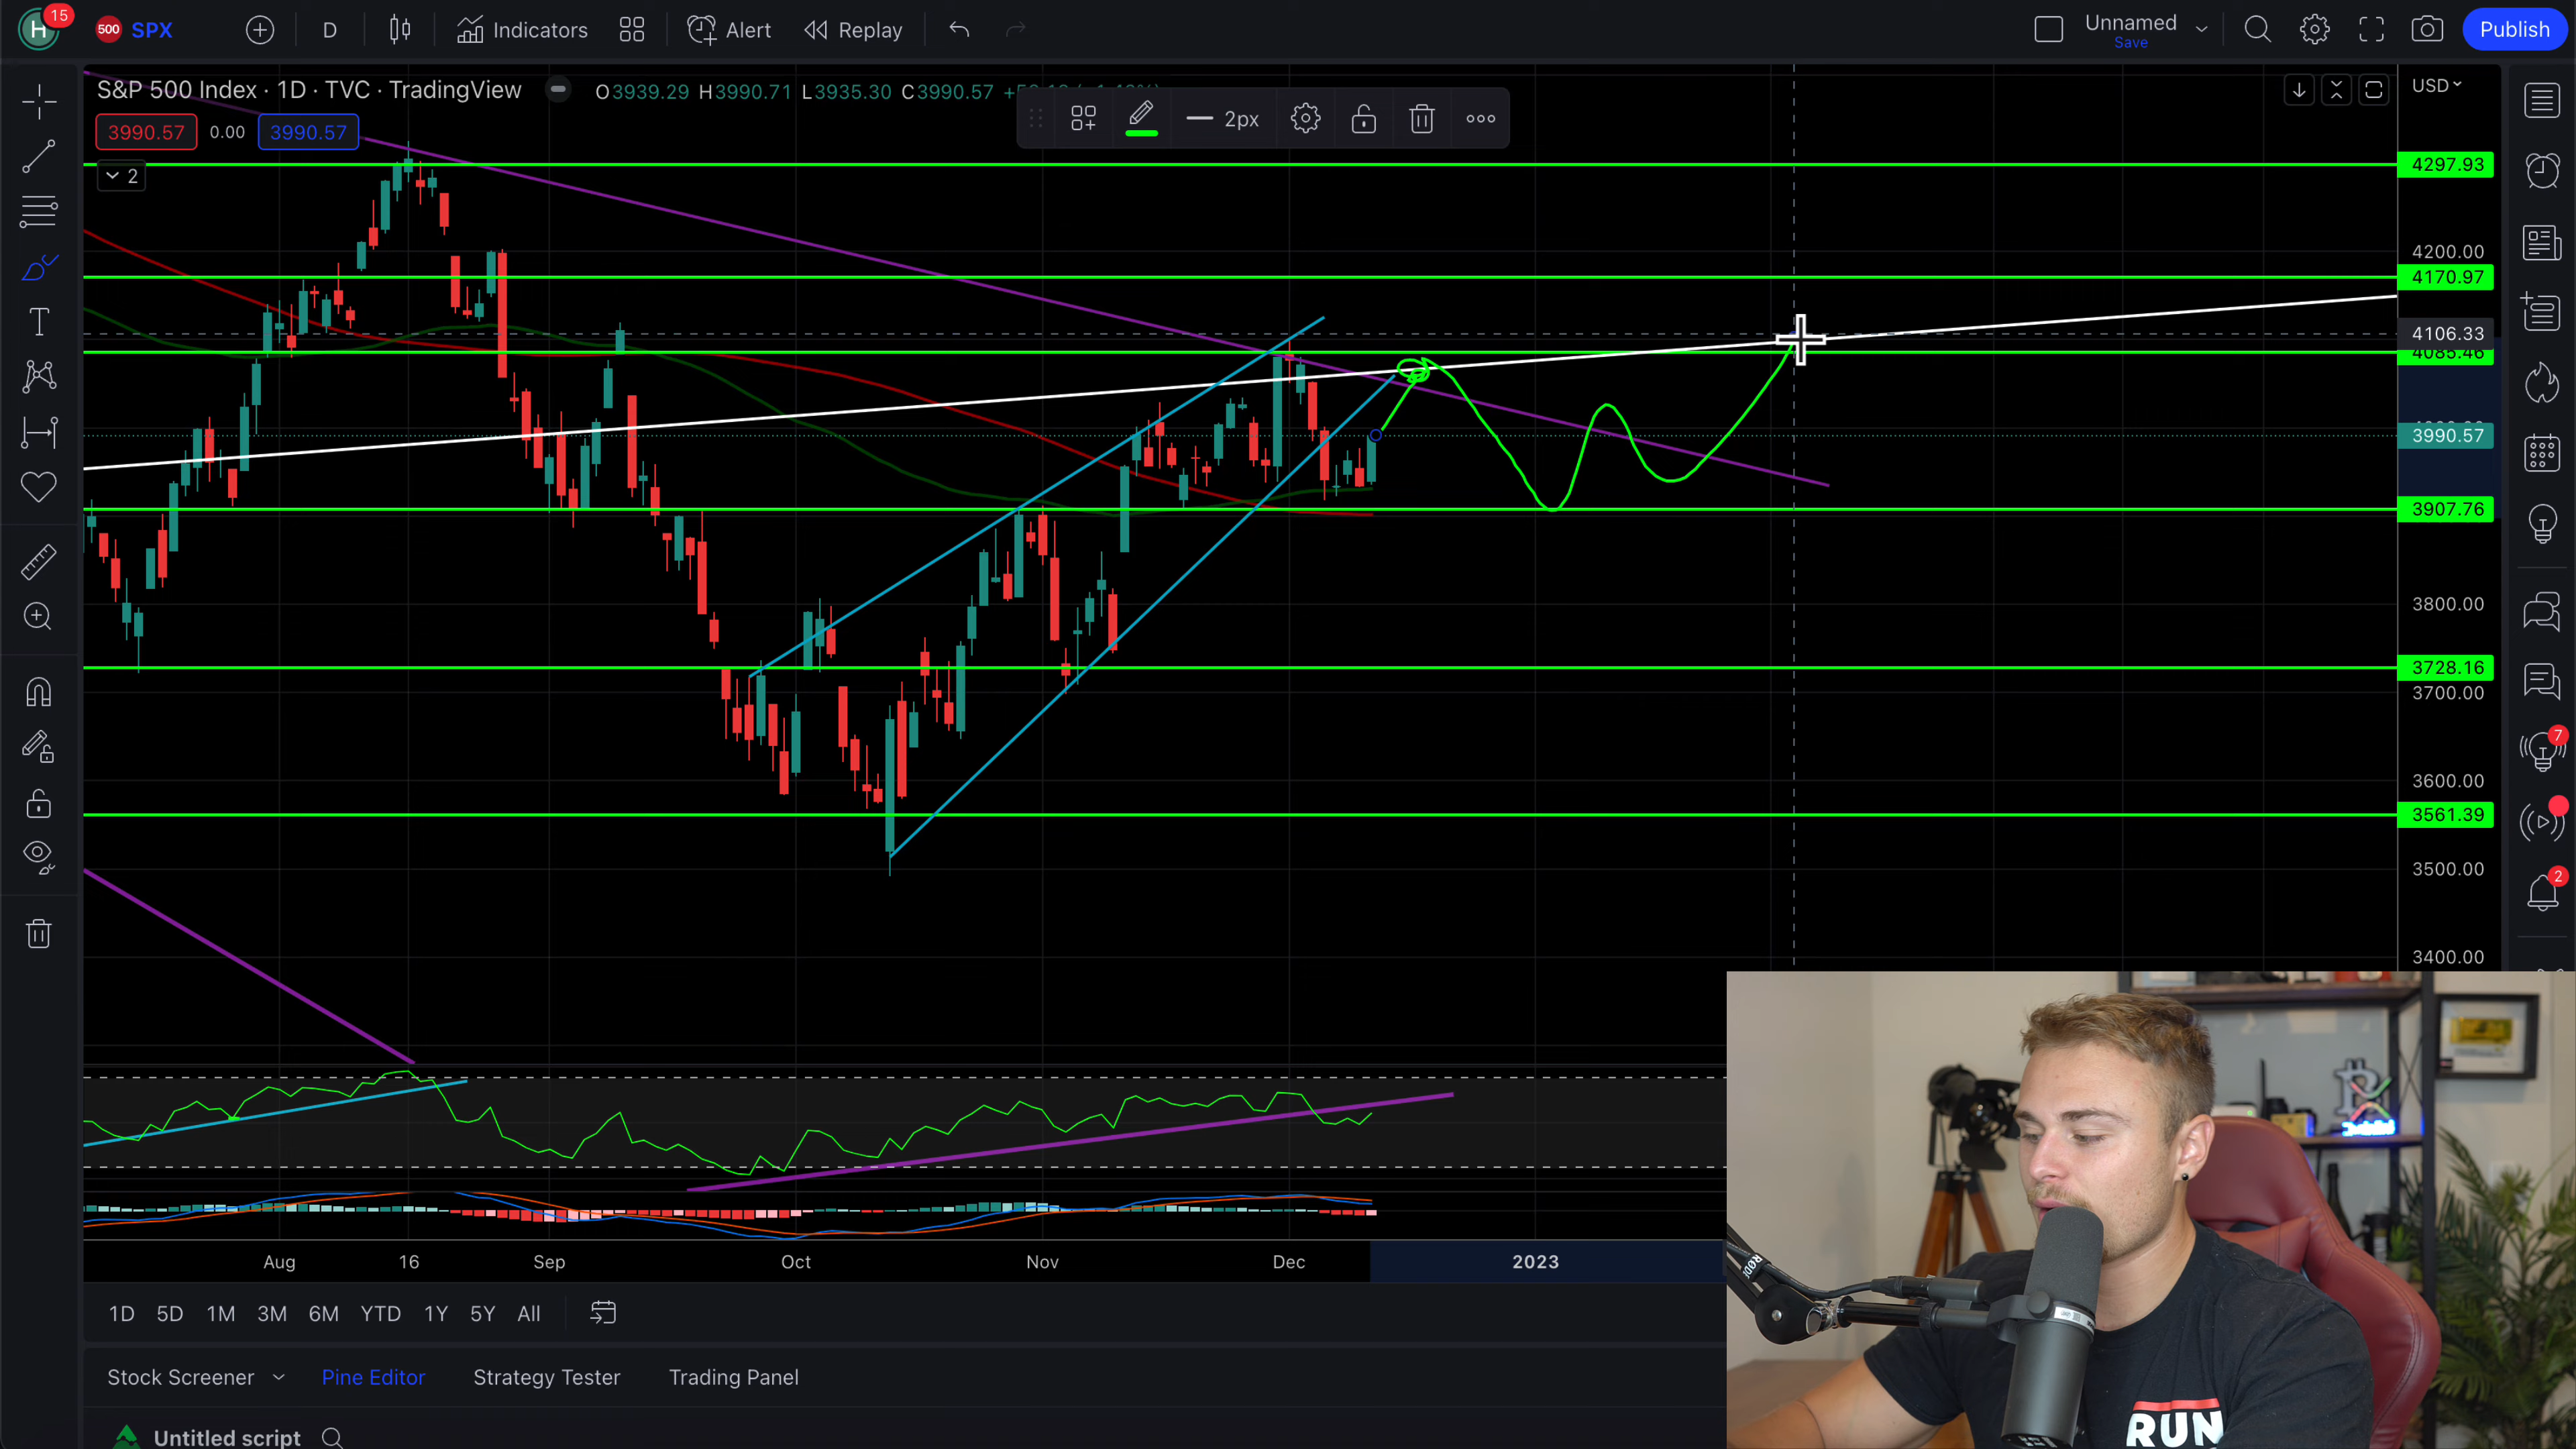 H 15 500 SPX D Indicators Alert Replay Unnamed Save Publish
S&P 500 Index · 1D · TVC · TradingView O3939.29 H3990.71 L3935.30 C3990.57 USD
2px
3990.57 0.00 3990.57
2
4297.93
4200.00
4170.97
4106.33
4085.46
3990.57
3907.76
3800.00
3728.16
3700.00
3600.00
3561.39
3500.00
3400.00
7
2
Aug 16 Sep Oct Nov Dec 2023
1D 5D 1M 3M 6M YTD 1Y 5Y All
Stock Screener Pine Editor Strategy Tester Trading Panel
Untitled script
RØDE
RUN